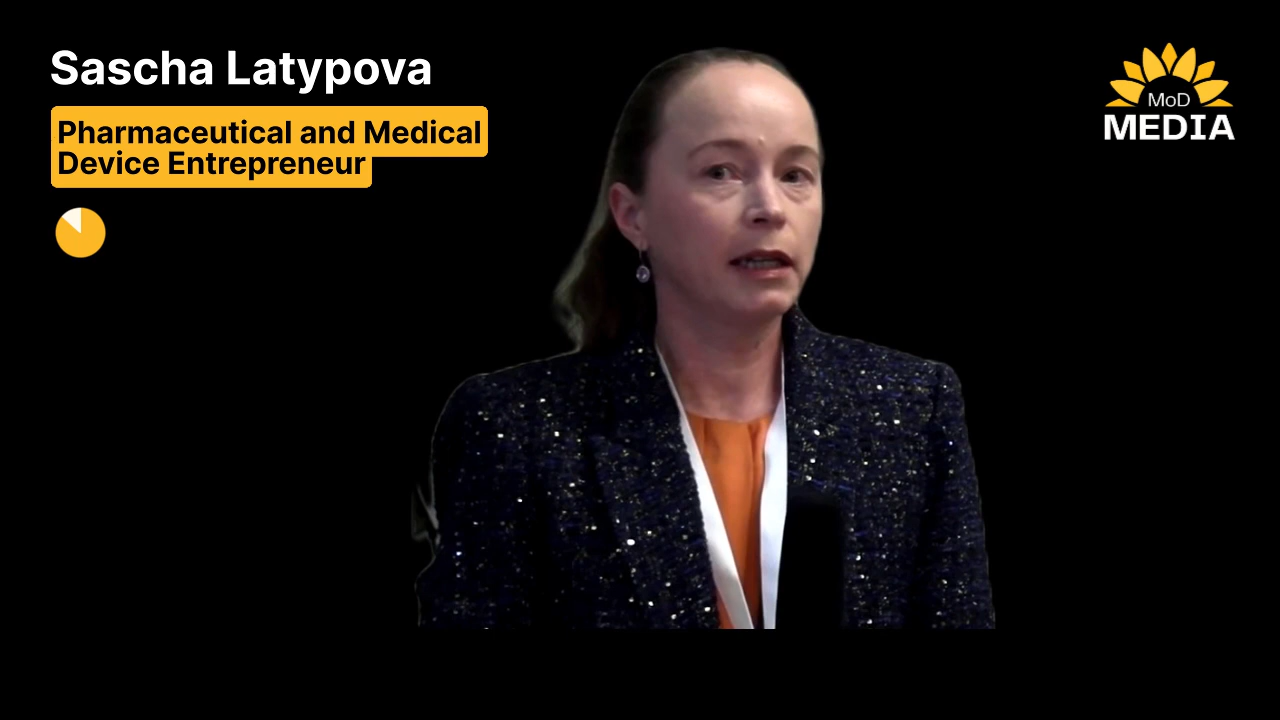 Sascha Latypova
Pharmaceutical and Medical
Device Entrepreneur
MoD
MEDIA